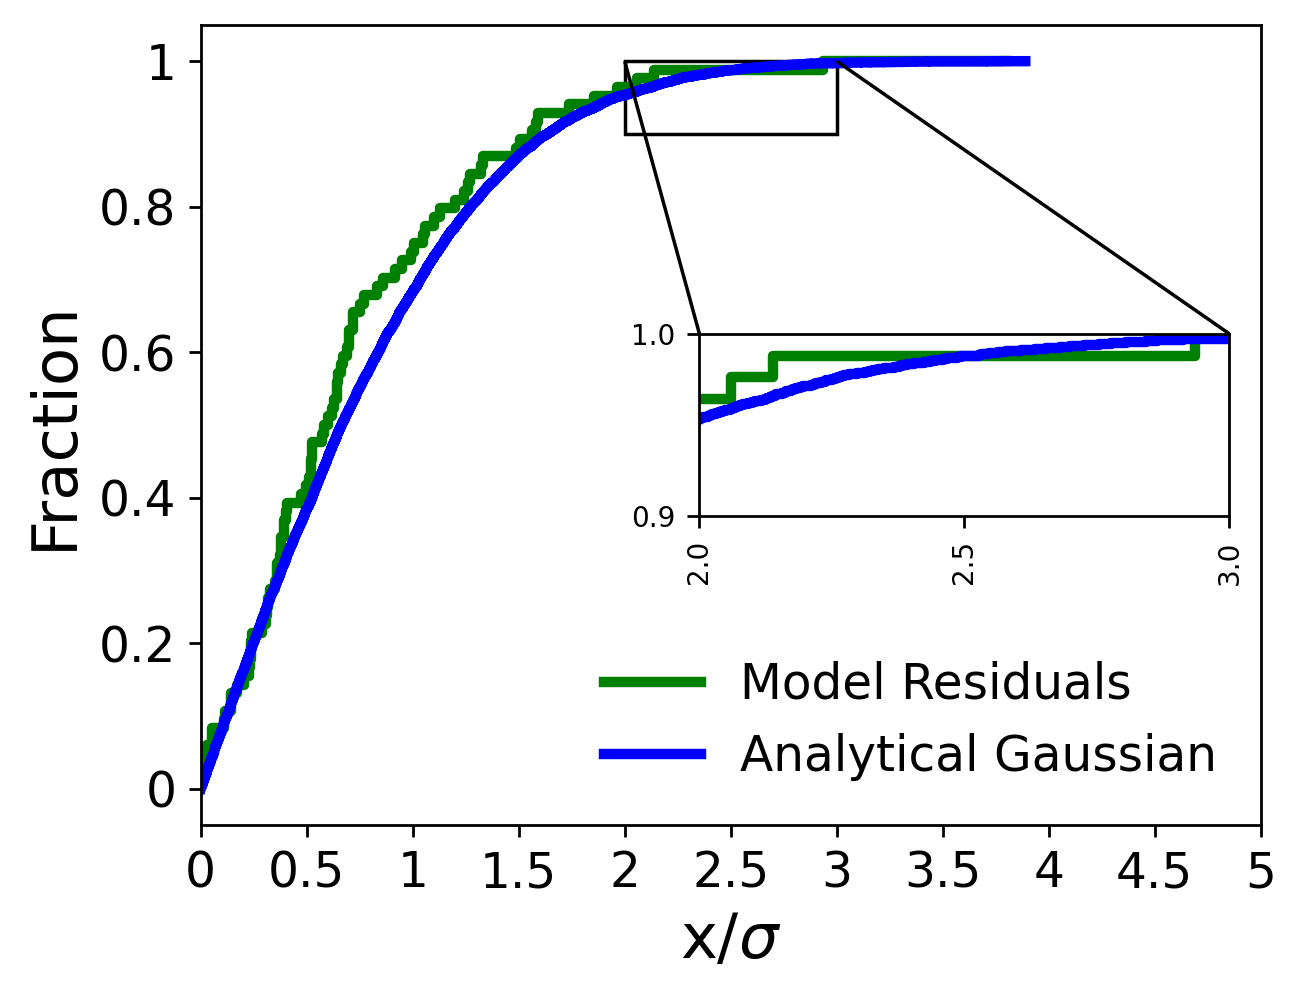 1
0.8
0.6
0.4
0.2
0
Fraction
1.0
0.9
2.0
2.5
3.0
Model Residuals
Analytical Gaussian
0 0.5 1 1.5 2 2.5 3 3.5 4 4.5 5
x/σ